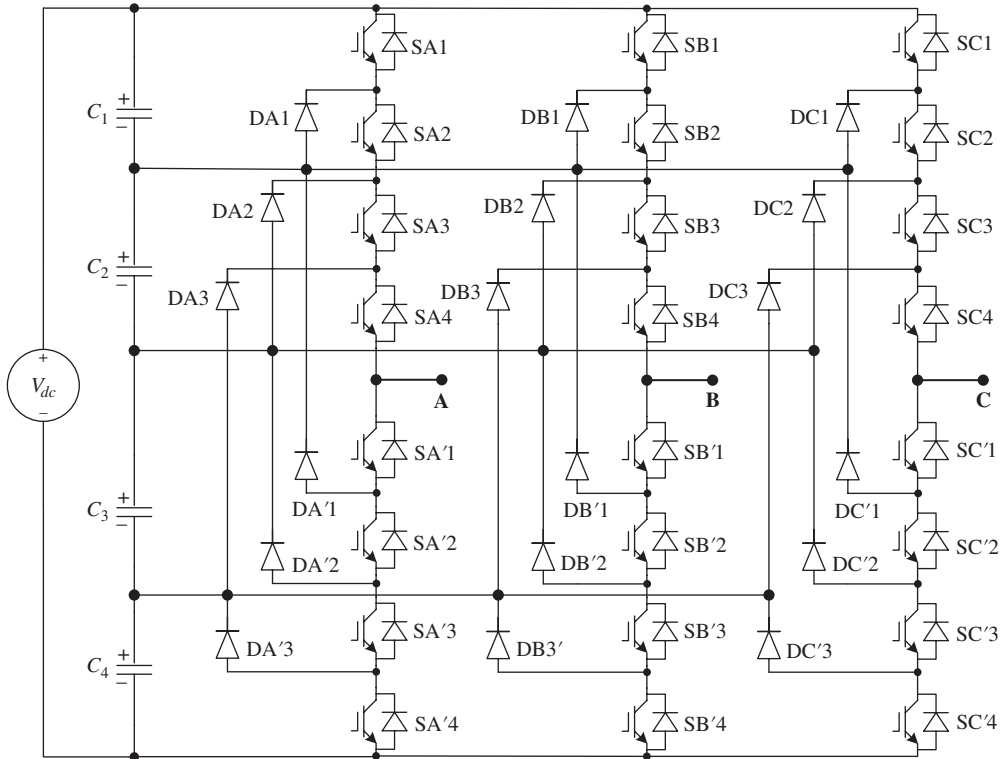 SA1 SB1 SC1
C1 + −
DA1 DB1 DC1
SA2 SB2 SC2
DA2 DB2 DC2
SA3 SB3 SC3
C2 + −
DA3 DB3 DC3
SA4 SB4 SC4
+ Vdc −
A B C
SA′1 SB′1 SC′1
DA′1 DB′1 DC′1
C3 + −
SA′2 SB′2 SC′2
DA′2 DB′2 DC′2
SA′3 SB′3 SC′3
DA′3 DB3′ DC′3
C4 + −
SA′4 SB′4 SC′4